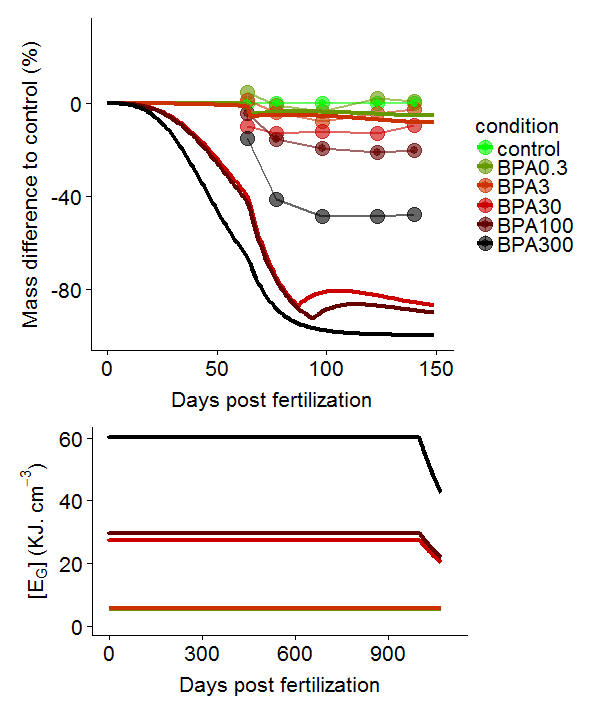 Mass difference to control (%)
0
-40
-80
0
50
100
150
Days post fertilization
condition
control
BPA0.3
BPA3
BPA30
BPA100
BPA300
[E_G] (KJ. cm⁻³)
60
40
20
0
0
300
600
900
Days post fertilization